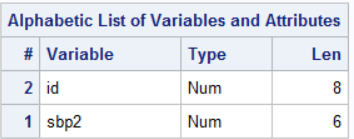 Alphabetic List of Variables and Attributes
# Variable Type Len
2 id Num 8
1 sbp2 Num 6